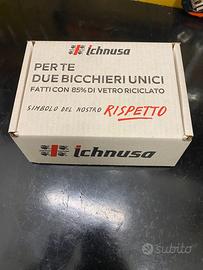 ichnusa
PER TE
DUE BICCHIERI UNICI
FATTI CON 85% DI VETRO RICICLATO
SIMBOLO DEL NOSTRO RISPETTO
ichnusa
subito